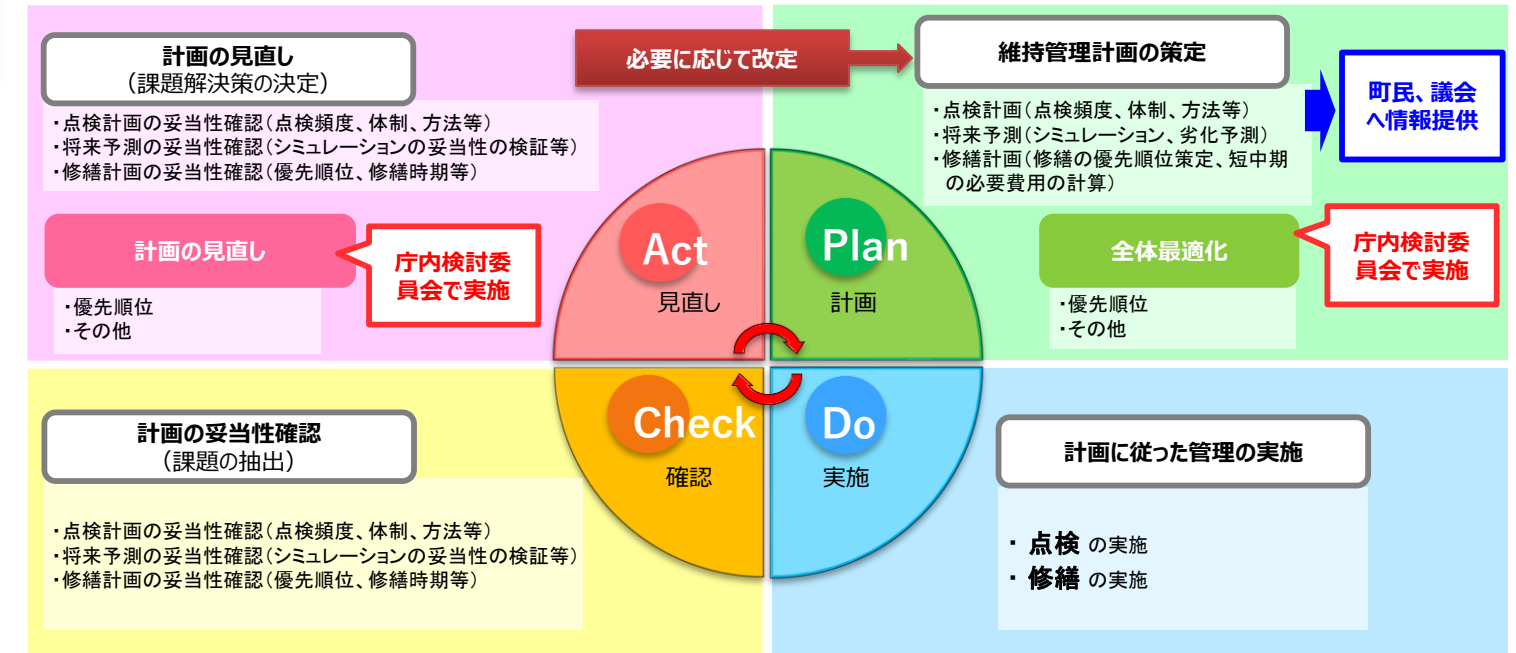 計画の見直し
（課題解決策の決定）
・点検計画の妥当性確認（点検頻度、体制、方法等）
・将来予測の妥当性確認（シミュレーションの妥当性の検証等）
・修繕計画の妥当性確認（優先順位、修繕時期等）
計画の見直し
・優先順位
・その他
庁内検討委
員会で実施
必要に応じて改定
維持管理計画の策定
・点検計画（点検頻度、体制、方法等）
・将来予測（シミュレーション、劣化予測）
・修繕計画（修繕の優先順位策定、短中期
の必要費用の計算）
町民、議会
へ情報提供
全体最適化
・優先順位
・その他
庁内検討委
員会で実施
Act
見直し
Plan
計画
Check
確認
Do
実施
計画の妥当性確認
（課題の抽出）
・点検計画の妥当性確認（点検頻度、体制、方法等）
・将来予測の妥当性確認（シミュレーションの妥当性の検証等）
・修繕計画の妥当性確認（優先順位、修繕時期等）
計画に従った管理の実施
・ 点検 の実施
・ 修繕 の実施